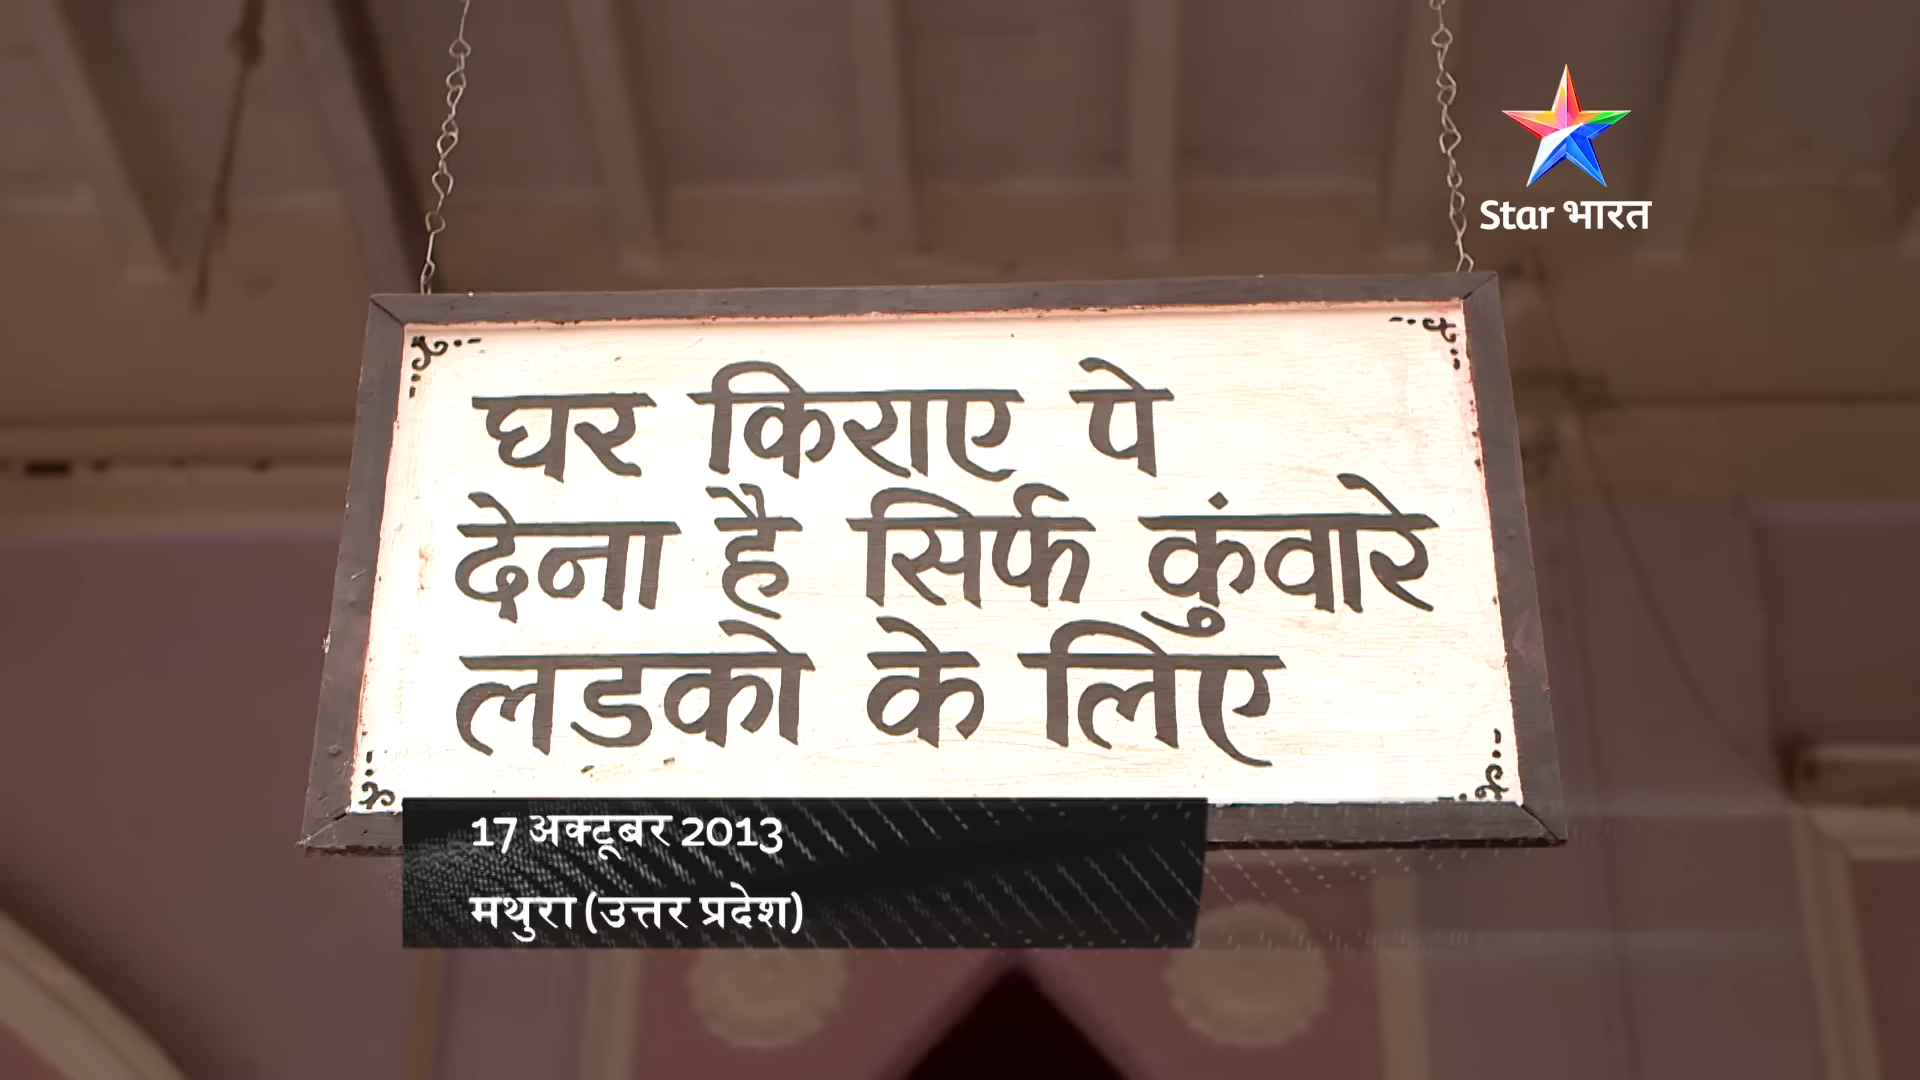 Star भारत
घर किराए पे
देना है सिर्फ कुंवारे
लडको के लिए
17 अक्टूबर 2013
मथुरा (उत्तर प्रदेश)